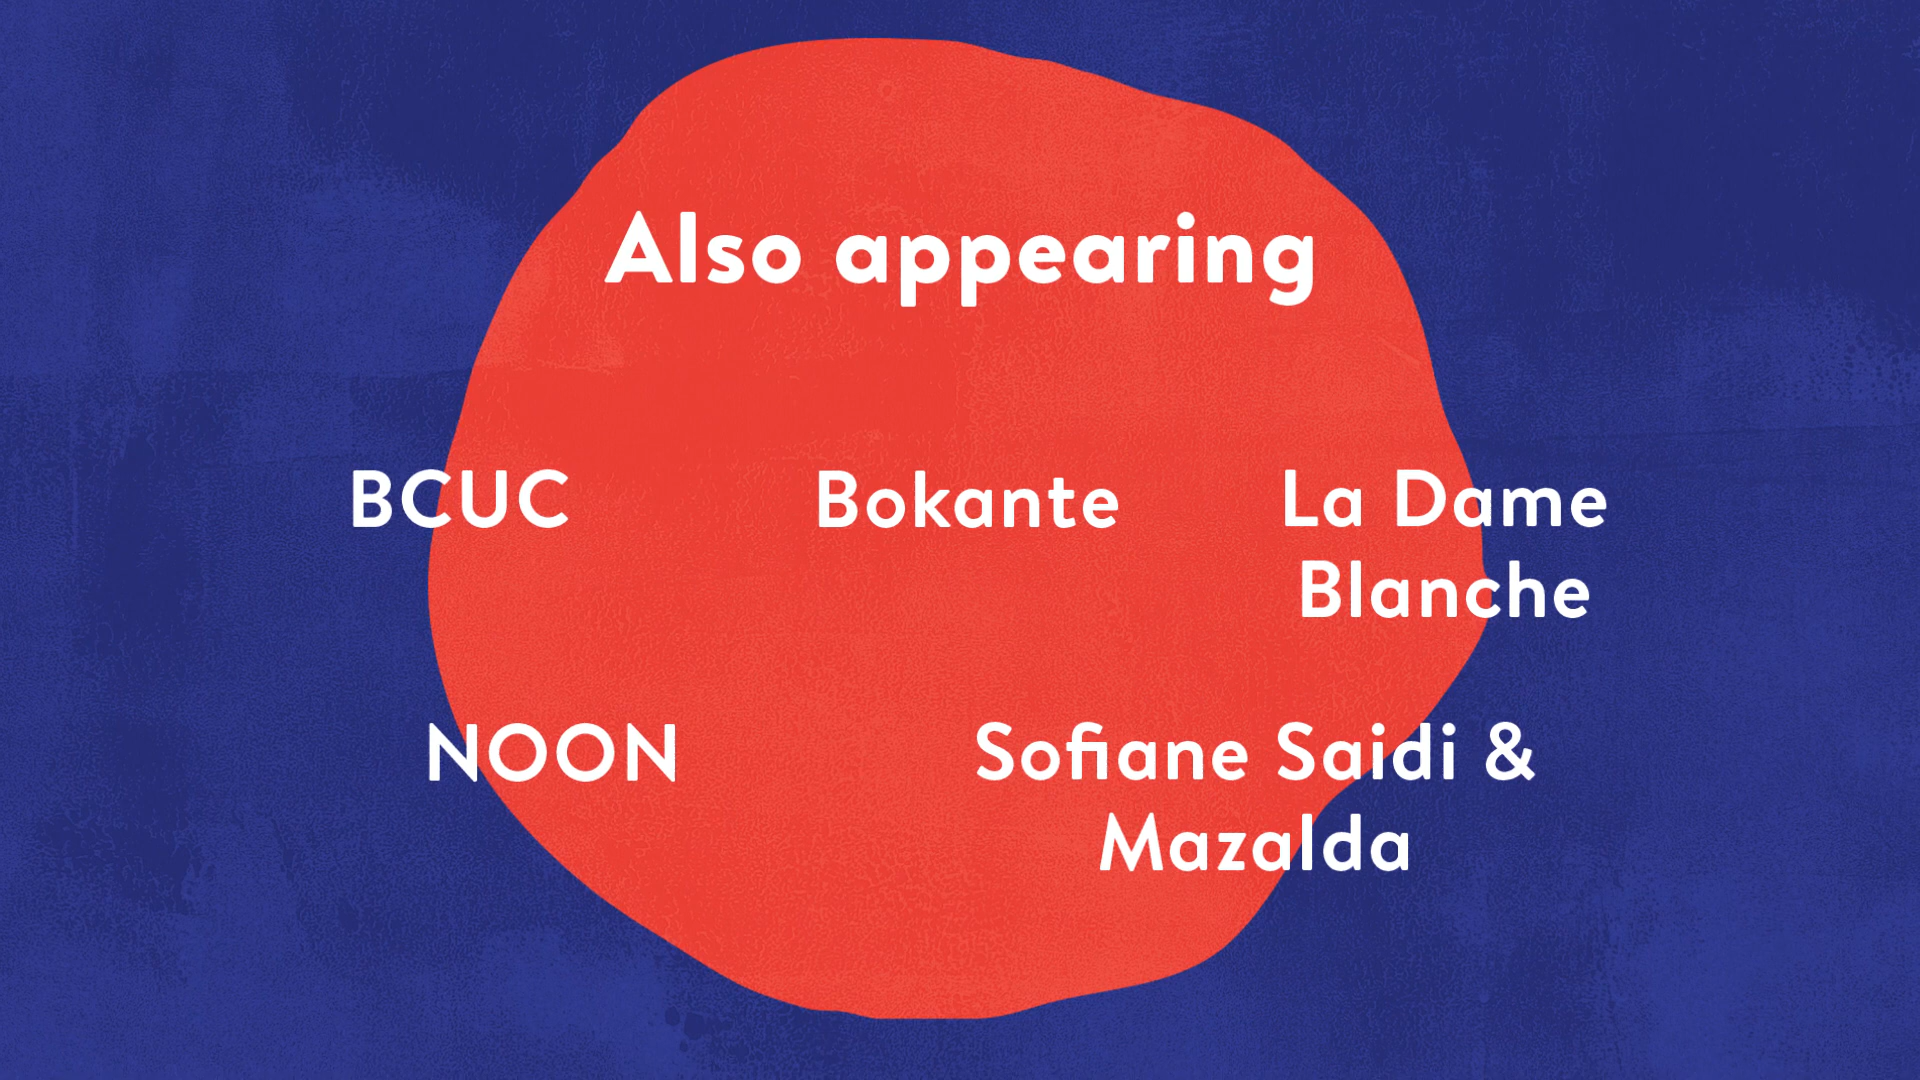 Also appearing
BCUC
Bokante
La Dame
Blanche
NOON
Sofiane Saidi &
Mazalda